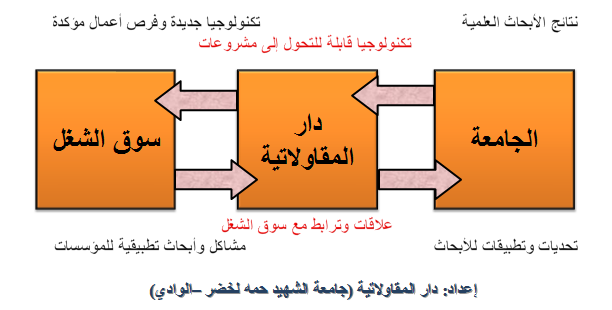 نتائج الأبحاث العلمية
تكنولوجيا جديدة وفرص أعمال مؤكدة
تكنولوجيا قابلة للتحول إلى مشروعات
الجامعة
دار
المقاولاتية
سوق الشغل
علاقات وترابط مع سوق الشغل
تحديات وتطبيقات للأبحاث
مشاكل وأبحاث تطبيقية للمؤسسات
إعداد: دار المقاولاتية (جامعة الشهيد حمه لخضر –الوادي)